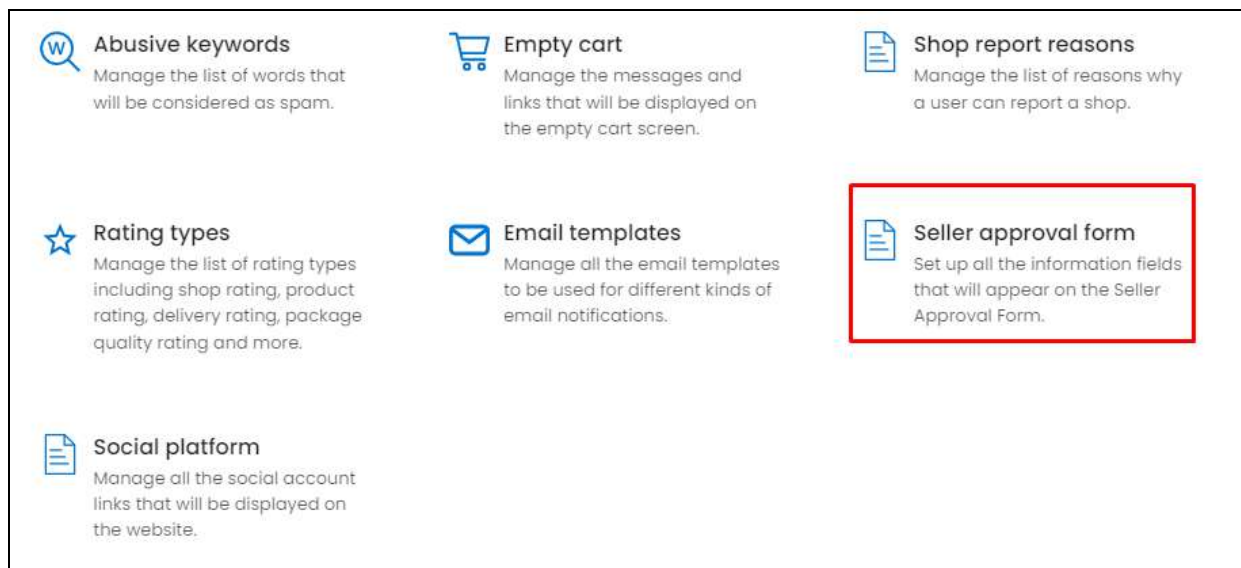 W
Abusive keywords
Manage the list of words that
will be considered as spam.
Empty cart
Manage the messages and
links that will be displayed on
the empty cart screen.
Shop report reasons
Manage the list of reasons why
a user can report a shop.
Rating types
Manage the list of rating types
including shop rating, product
rating, delivery rating, package
quality rating and more.
Email templates
Manage all the email templates
to be used for different kinds of
email notifications.
Seller approval form
Set up all the information fields
that will appear on the Seller
Approval Form.
Social platform
Manage all the social account
links that will be displayed on
the website.